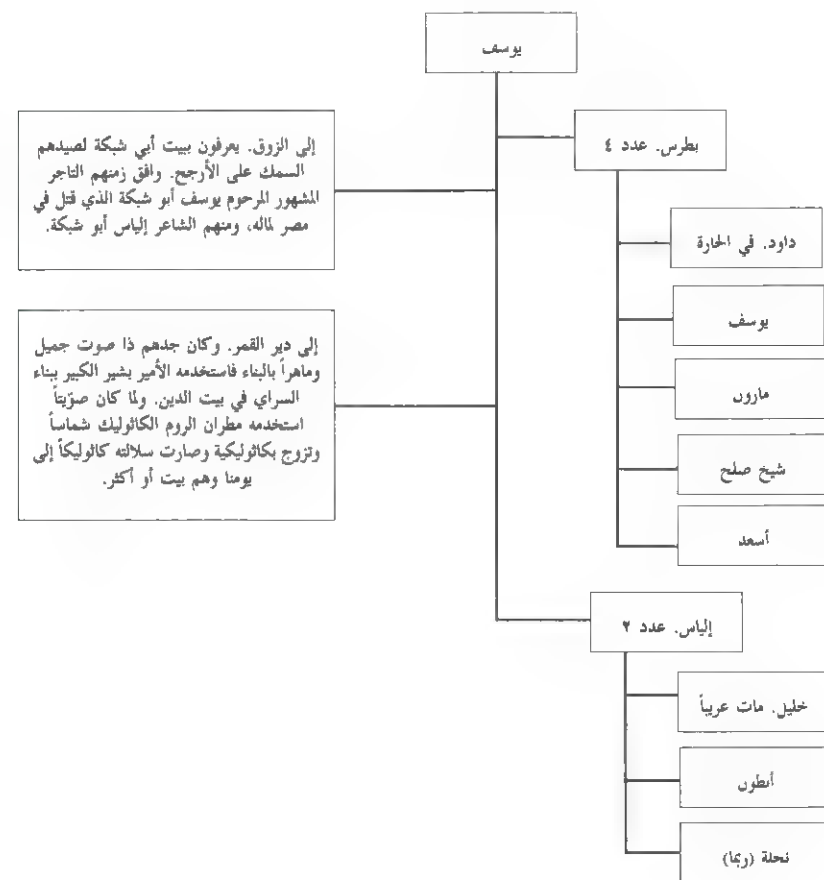 يوسف
بطرس. عدد ٤
داود. في الحارة
يوسف
مارون
شيخ صلح
أسعد
إلياس. عدد ٢
خليل. مات عريباً
أنطون
نحلة (ربما)
إلى الزوق. يعرفون ببيت أبي شبكة لصيدهم
السمك على الأرجح. وافق زمنهم التاجر
المشهور المرحوم يوسف أبو شبكة الذي قتل في
مصر لماله، ومنهم الشاعر إلياس أبو شبكة.
إلى دير القمر. وكان جدهم ذا صوت جميل
وماهراً بالبناء فاستخدمه الأمير بشير الكبير ببناء
السراي في بيت الدين. ولما كان صوّيتاً
استخدمه مطران الروم الكاثوليك شماساً
وتزوج بكاثوليكية وصارت سلالته كاثوليكاً إلى
يومنا وهم بيت أو أكثر.